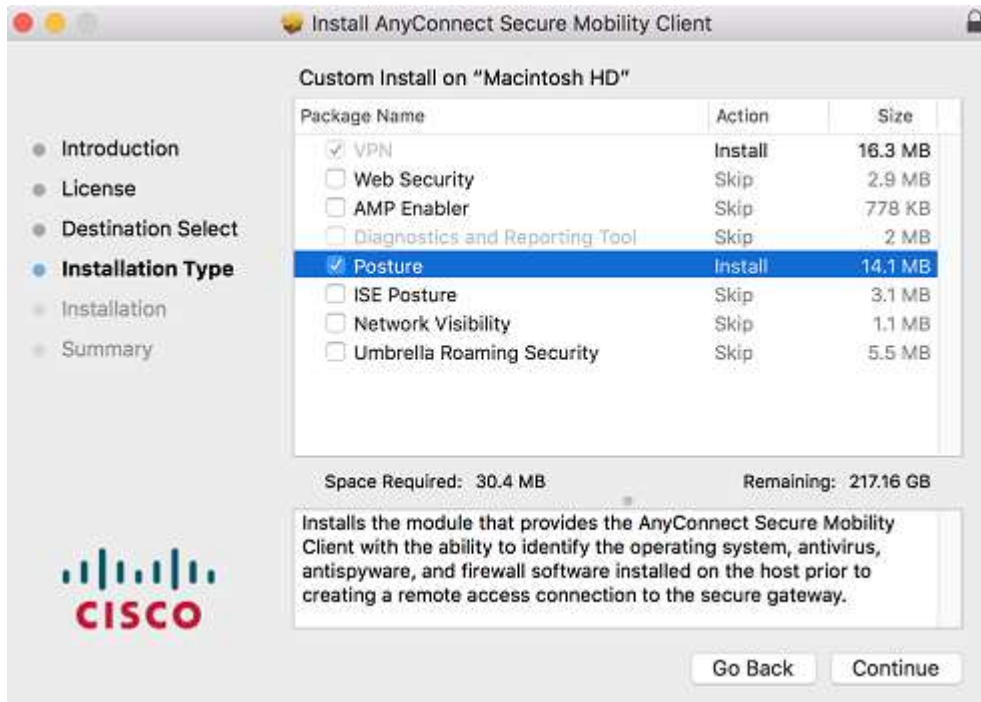 Install AnyConnect Secure Mobility Client
Custom Install on "Macintosh HD"
Introduction
License
Destination Select
Installation Type
Installation
Summary
Package Name Action Size
VPN Install 16.3 MB
Web Security Skip 2.9 MB
AMP Enabler Skip 778 KB
Diagnostics and Reporting Tool Skip 2 MB
Posture Install 14.1 MB
ISE Posture Skip 3.1 MB
Network Visibility Skip 1.1 MB
Umbrella Roaming Security Skip 5.5 MB
Space Required: 30.4 MB Remaining: 217.16 GB
Installs the module that provides the AnyConnect Secure Mobility
Client with the ability to identify the operating system, antivirus,
antispyware, and firewall software installed on the host prior to
creating a remote access connection to the secure gateway.
CISCO
Go Back Continue